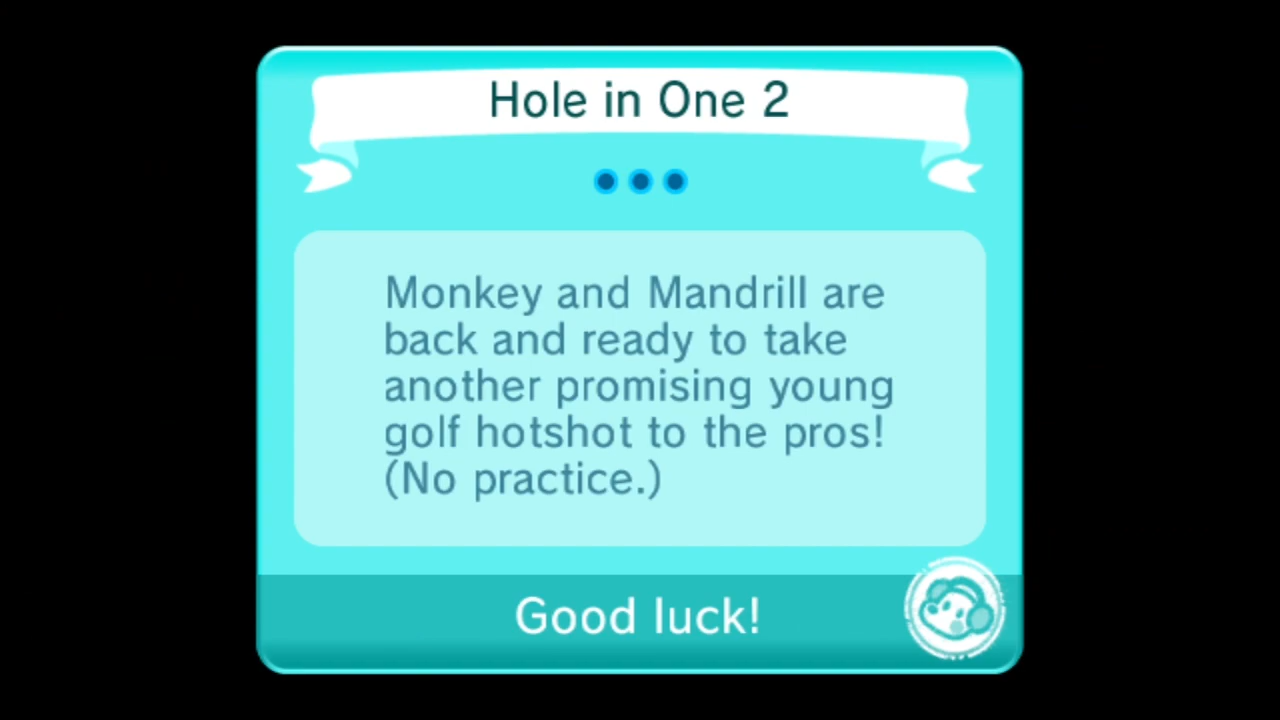 Hole in One 2
Monkey and Mandrill are
back and ready to take
another promising young
golf hotshot to the pros!
(No practice.)
Good luck!